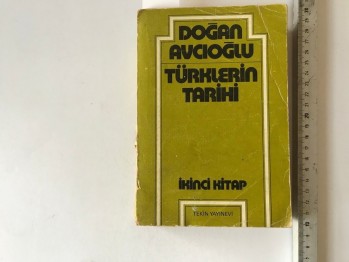 DOĞAN
AVCIOĞLU
TÜRKLERİN
TARİHİ
İKİNCİ KİTAP
TEKİN YAYINEVİ